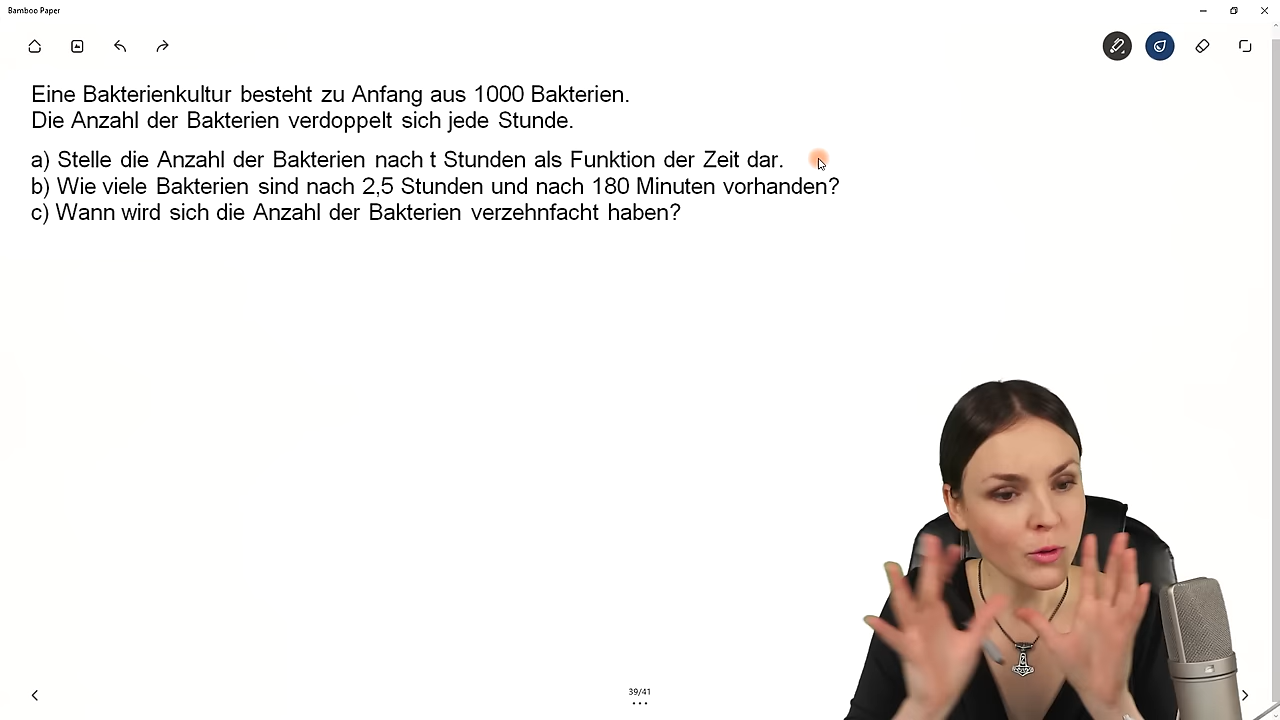 Bamboo Paper
Eine Bakterienkultur besteht zu Anfang aus 1000 Bakterien.
Die Anzahl der Bakterien verdoppelt sich jede Stunde.
a) Stelle die Anzahl der Bakterien nach t Stunden als Funktion der Zeit dar.
b) Wie viele Bakterien sind nach 2,5 Stunden und nach 180 Minuten vorhanden?
c) Wann wird sich die Anzahl der Bakterien verzehnfacht haben?
39/41